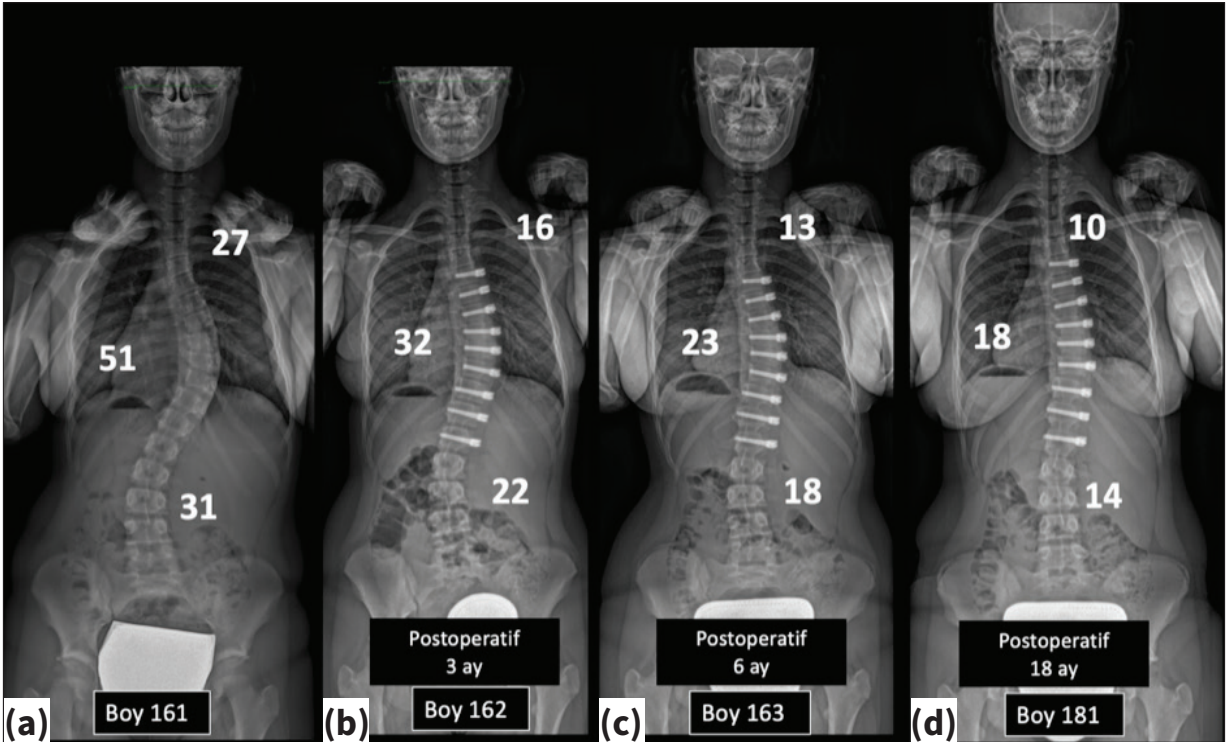 27
51
31
Boy 161
(a)
16
32
22
Postoperatif
3 ay
Boy 162
(b)
13
23
18
Postoperatif
6 ay
Boy 163
(c)
10
18
14
Postoperatif
18 ay
Boy 181
(d)